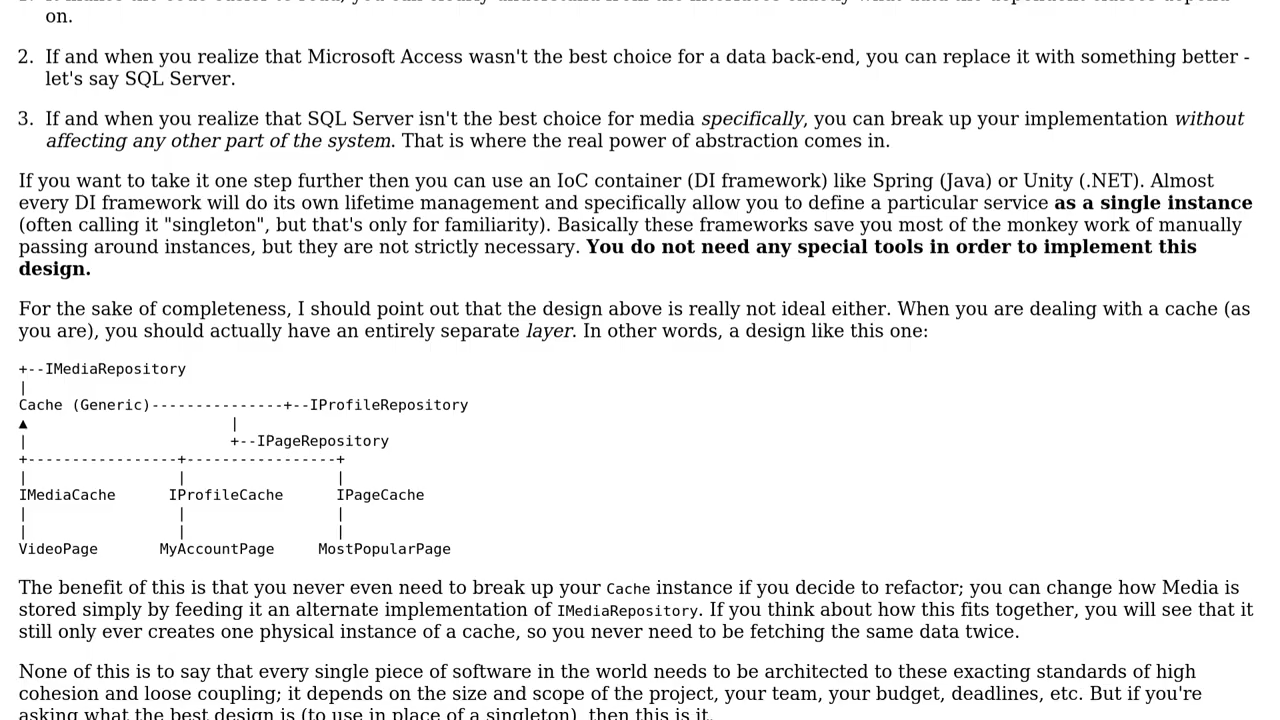 on.
2. If and when you realize that Microsoft Access wasn't the best choice for a data back-end, you can replace it with something better -
let's say SQL Server.
3. If and when you realize that SQL Server isn't the best choice for media specifically, you can break up your implementation without
affecting any other part of the system. That is where the real power of abstraction comes in.
If you want to take it one step further then you can use an IoC container (DI framework) like Spring (Java) or Unity (.NET). Almost
every DI framework will do its own lifetime management and specifically allow you to define a particular service as a single instance
(often calling it "singleton", but that's only for familiarity). Basically these frameworks save you most of the monkey work of manually
passing around instances, but they are not strictly necessary. You do not need any special tools in order to implement this
design.
For the sake of completeness, I should point out that the design above is really not ideal either. When you are dealing with a cache (as
you are), you should actually have an entirely separate layer. In other words, a design like this one:
+--IMediaRepository
|
Cache (Generic)---------------+--IProfileRepository
▲                       |
|                       +--IPageRepository
+-----------------+-----------------+
|                 |                 |
IMediaCache      IProfileCache      IPageCache
|                 |                 |
|                 |                 |
VideoPage       MyAccountPage     MostPopularPage
The benefit of this is that you never even need to break up your Cache instance if you decide to refactor; you can change how Media is
stored simply by feeding it an alternate implementation of IMediaRepository. If you think about how this fits together, you will see that it
still only ever creates one physical instance of a cache, so you never need to be fetching the same data twice.
None of this is to say that every single piece of software in the world needs to be architected to these exacting standards of high
cohesion and loose coupling; it depends on the size and scope of the project, your team, your budget, deadlines, etc. But if you're
asking what the best design is (to use in place of a singleton), then this is it.